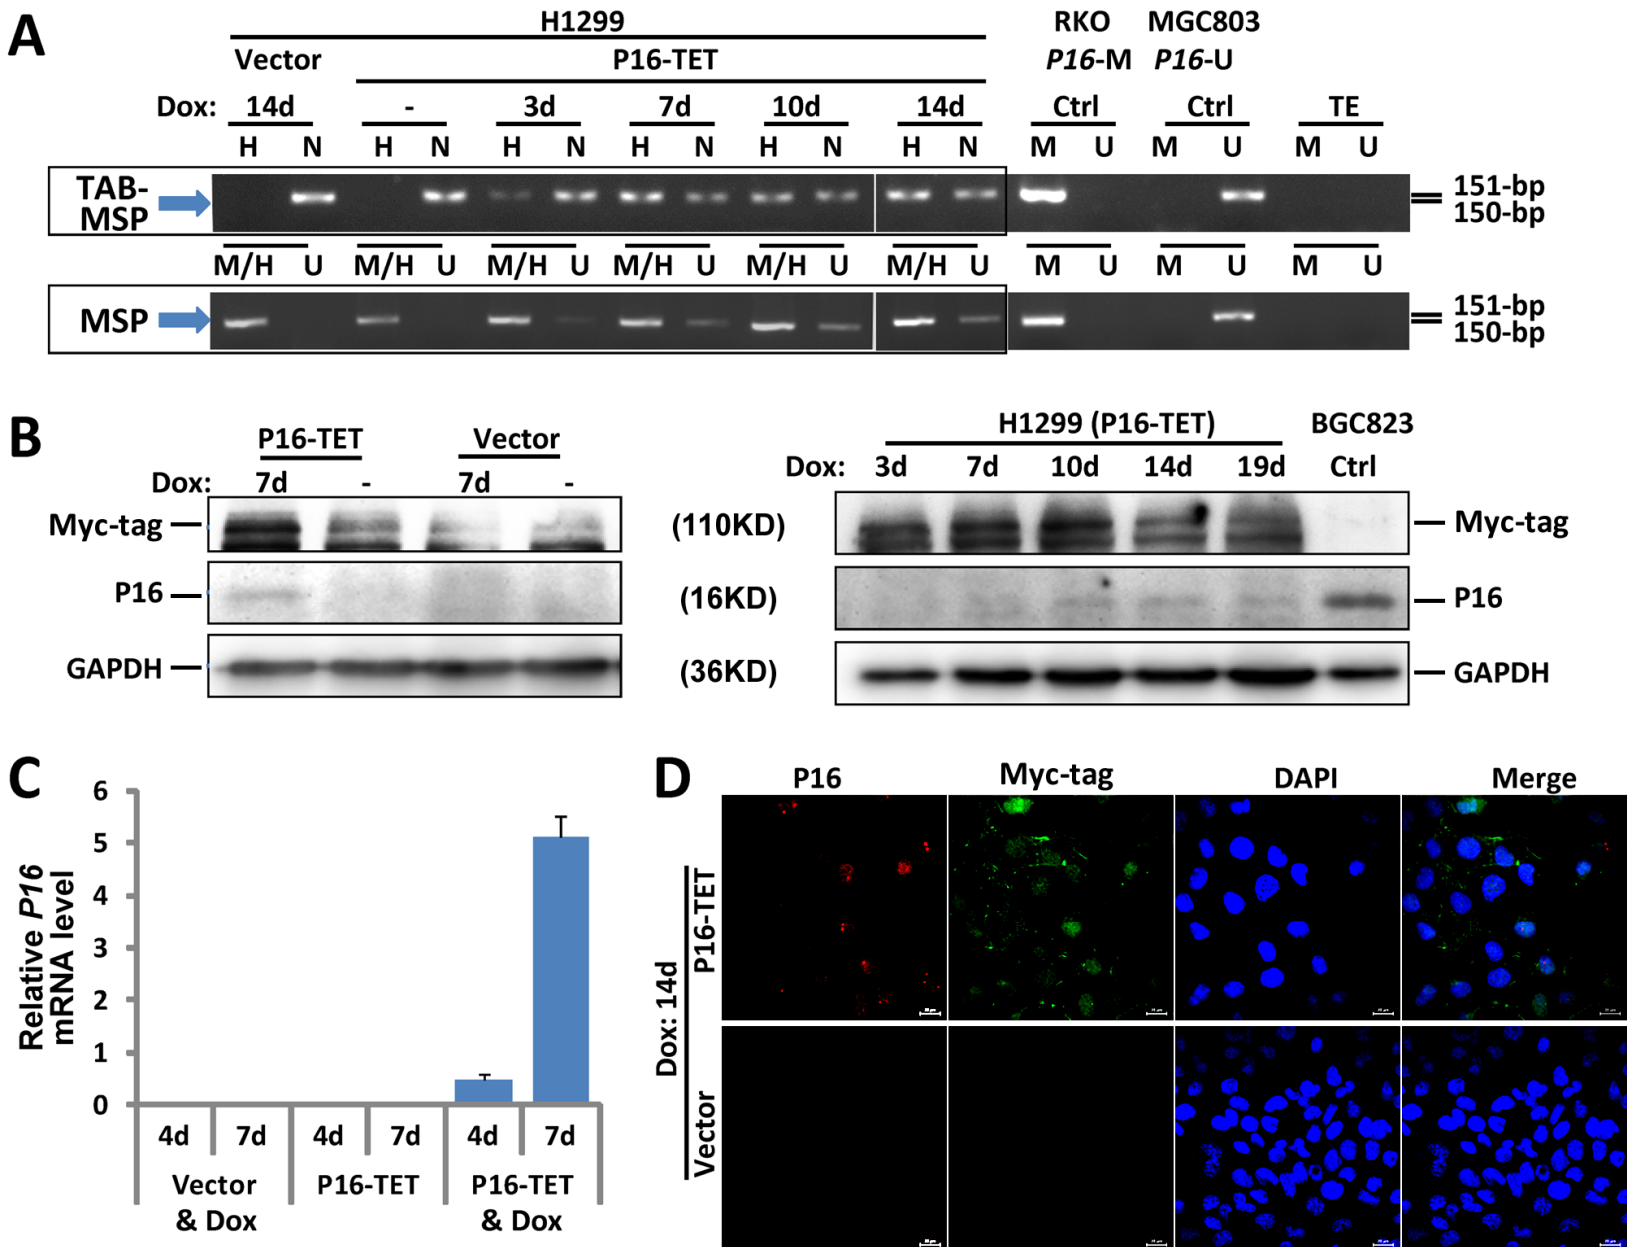 A
H1299
RKO MGC803
Vector P16-TET P16-M P16-U
Dox: 14d - 3d 7d 10d 14d Ctrl Ctrl TE
H N H N H N H N H N H N M U M U M U
TAB-
MSP
151-bp
150-bp
M/H U M/H U M/H U M/H U M/H U M/H U M U M U M U
MSP
151-bp
150-bp
B
P16-TET Vector
Dox: 7d - 7d -
Myc-tag
P16
GAPDH
(110KD)
(16KD)
(36KD)
H1299 (P16-TET) BGC823
Dox: 3d 7d 10d 14d 19d Ctrl
Myc-tag
P16
GAPDH
C
Relative P16
mRNA level
6
5
4
3
2
1
0
4d 7d 4d 7d 4d 7d
Vector
& Dox
P16-TET
P16-TET
& Dox
D
P16 Myc-tag DAPI Merge
Dox: 14d
P16-TET
Vector